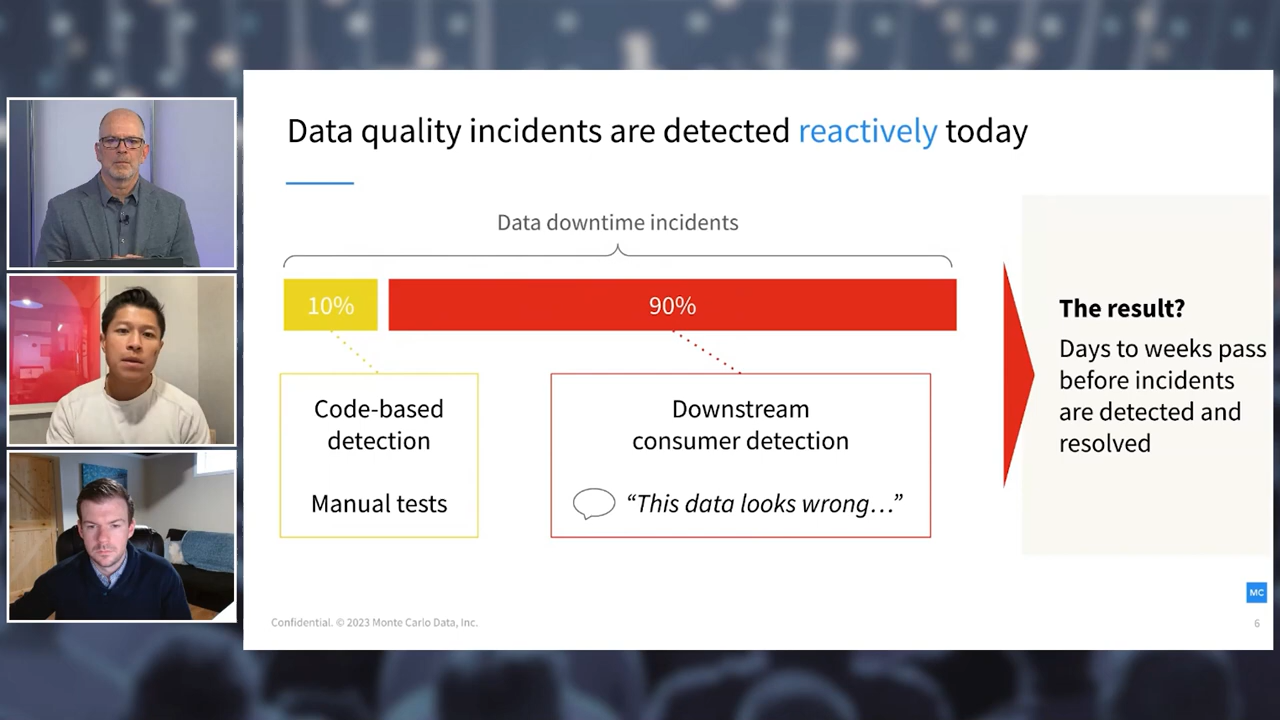 Data quality incidents are detected reactively today
Data downtime incidents
10%
90%
Code-based
detection
Manual tests
Downstream
consumer detection
“This data looks wrong…”
The result?
Days to weeks pass
before incidents
are detected and
resolved
MC
Confidential. © 2023 Monte Carlo Data, Inc.
6